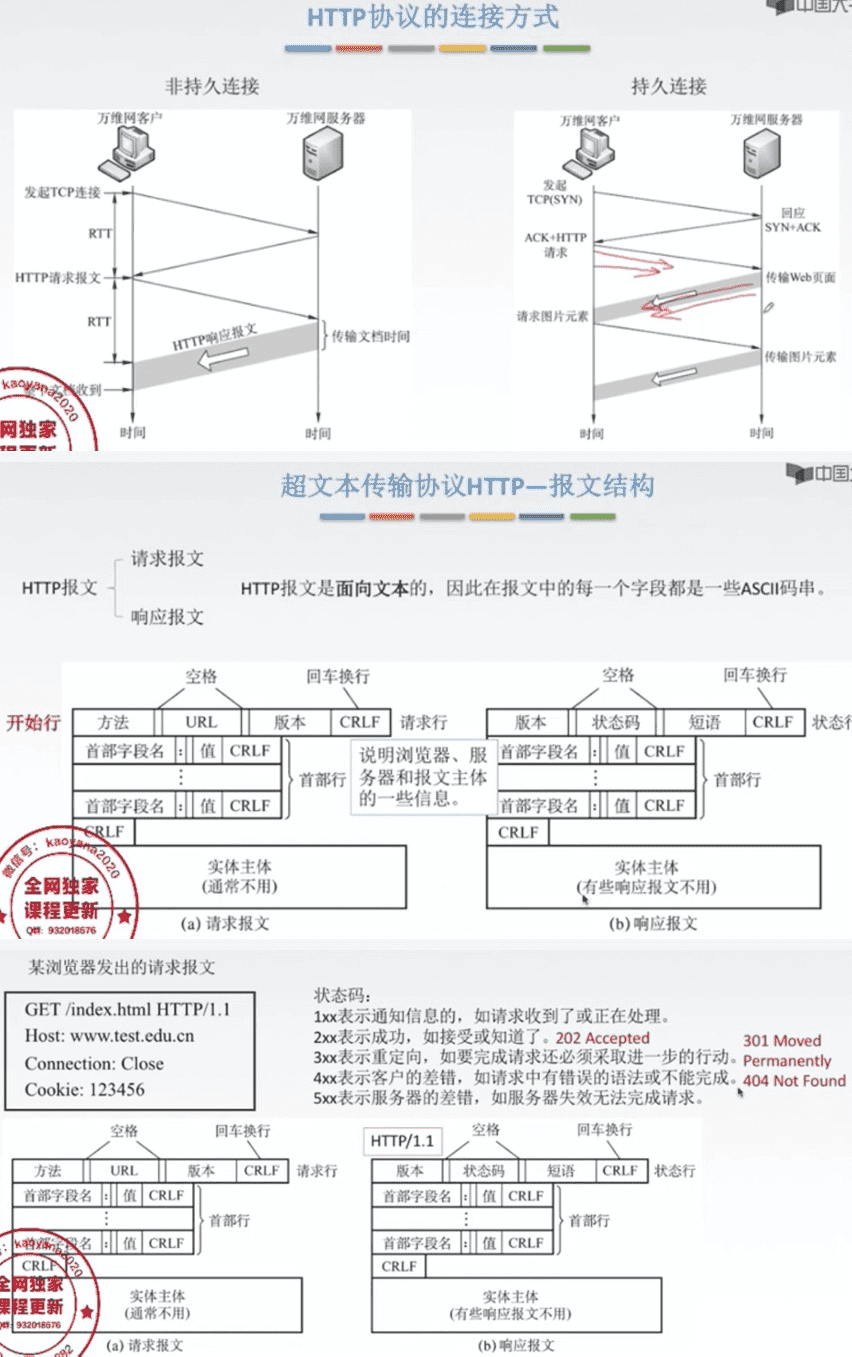 HTTP协议的连接方式
中国大
非持久连接
持久连接
万维网客户
万维网服务器
万维网客户
万维网服务器
发起TCP连接
RTT
HTTP请求报文
RTT
HTTP响应报文
传输文档时间
档收到
时间
时间
发起
TCP(SYN)
回应
SYN+ACK
ACK+HTTP
请求
传输Web页面
请求图片元素
传输图片元素
时间
时间
kaoyana2020
网独家
程更新
超文本传输协议HTTP—报文结构
中国
HTTP报文
请求报文
响应报文
HTTP报文是面向文本的，因此在报文中的每一个字段都是一些ASCII码串。
空格
回车换行
空格
回车换行
开始行
方法 URL 版本 CRLF 请求行
版本 状态码 短语 CRLF 状态行
首部字段名 : 值 CRLF
⋮
首部字段名 : 值 CRLF
首部行
说明浏览器、服
务器和报文主体
的一些信息。
首部字段名 : 值 CRLF
⋮
首部字段名 : 值 CRLF
首部行
CRLF
CRLF
实体主体
(通常不用)
实体主体
(有些响应报文不用)
(a) 请求报文
(b) 响应报文
微信号：kaoyana2020
全网独家
课程更新
Q群：932018676
某浏览器发出的请求报文
GET /index.html HTTP/1.1
Host: www.test.edu.cn
Connection: Close
Cookie: 123456
状态码：
1xx表示通知信息的，如请求收到了或正在处理。
2xx表示成功，如接受或知道了。202 Accepted
3xx表示重定向，如要完成请求还必须采取进一步的行动。
4xx表示客户的差错，如请求中有错误的语法或不能完成。
5xx表示服务器的差错，如服务器失效无法完成请求。
301 Moved
Permanently
404 Not Found
空格
回车换行
HTTP/1.1
空格
回车换行
方法 URL 版本 CRLF 请求行
版本 状态码 短语 CRLF 状态行
首部字段名 : 值 CRLF
⋮
首部字段名 : 值 CRLF
首部行
首部字段名 : 值 CRLF
⋮
首部字段名 : 值 CRLF
首部行
CRLF
CRLF
实体主体
(通常不用)
实体主体
(有些响应报文不用)
(a) 请求报文
(b) 响应报文
kaoyana2020
全网独家
课程更新
932018676